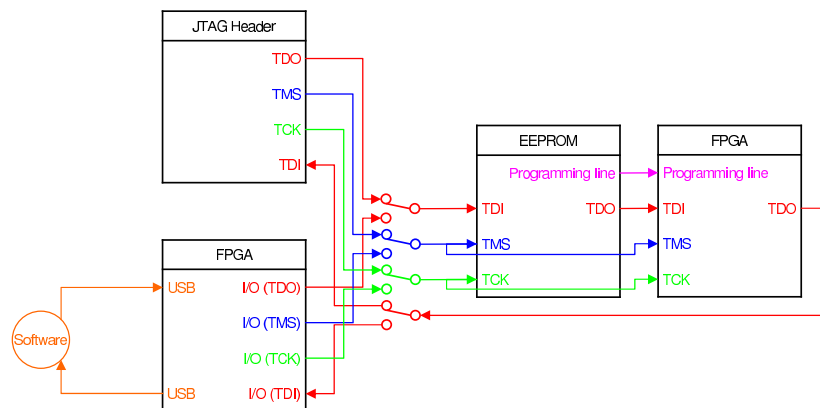 JTAG Header
TDO
TMS
TCK
TDI
EEPROM
Programming line
TDI
TDO
TMS
TCK
FPGA
Programming line
TDI
TDO
TMS
TCK
FPGA
USB
I/O (TDO)
I/O (TMS)
I/O (TCK)
USB
I/O (TDI)
Software